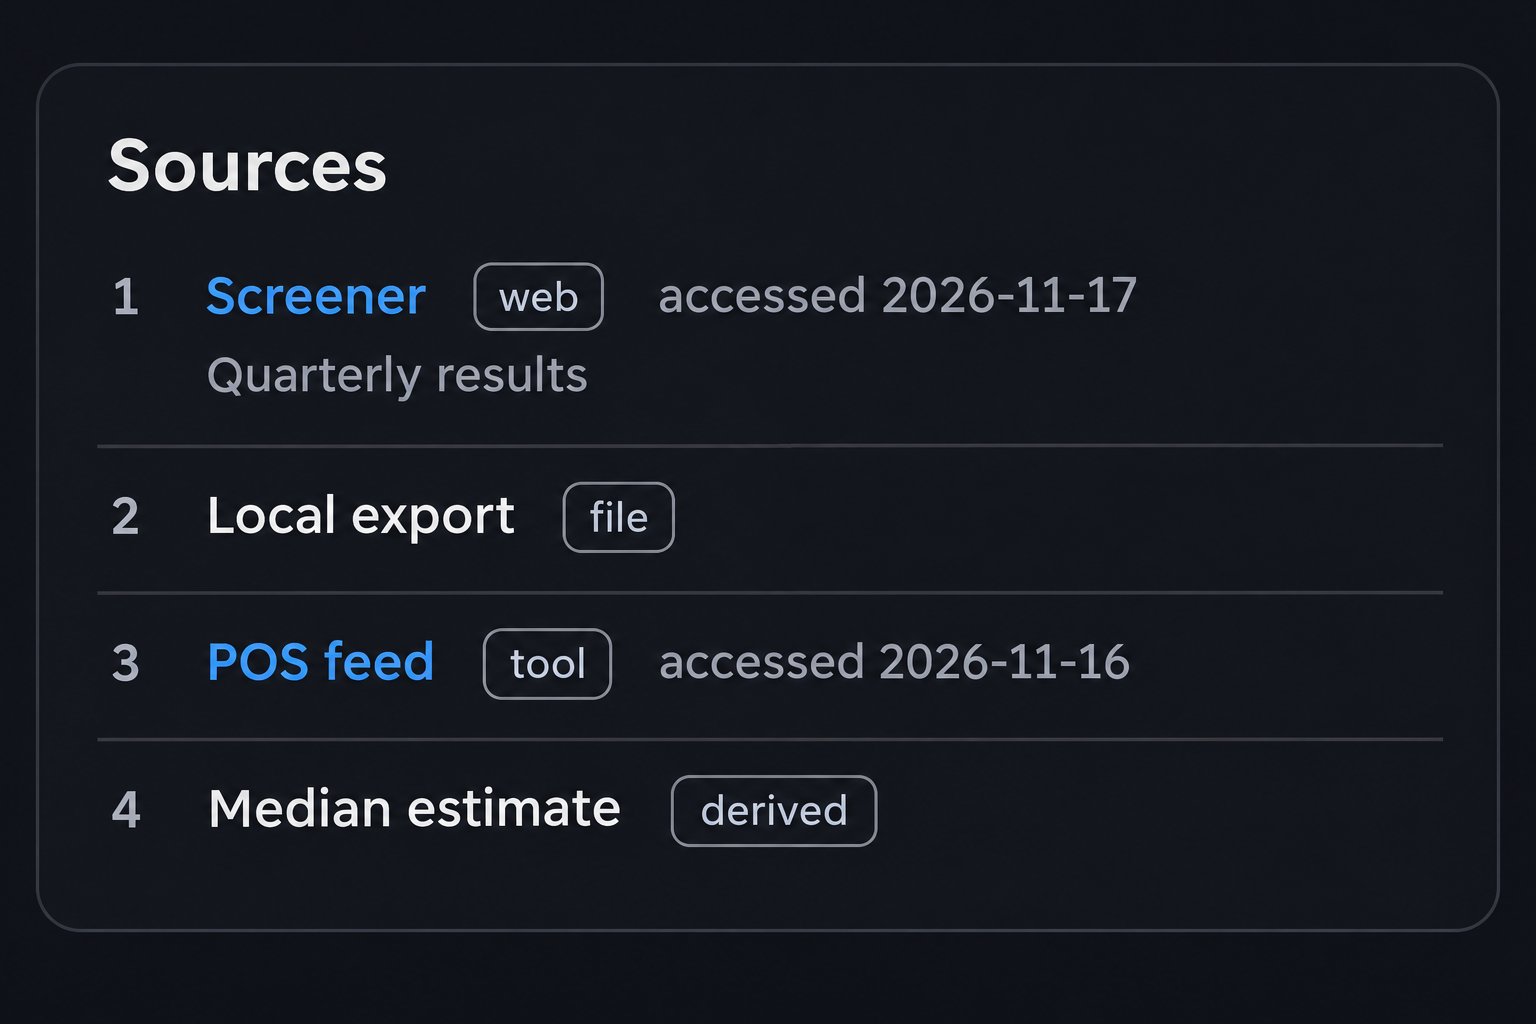 Sources
1 Screener web accessed 2026-11-17
Quarterly results
2 Local export file
3 POS feed tool accessed 2026-11-16
4 Median estimate derived